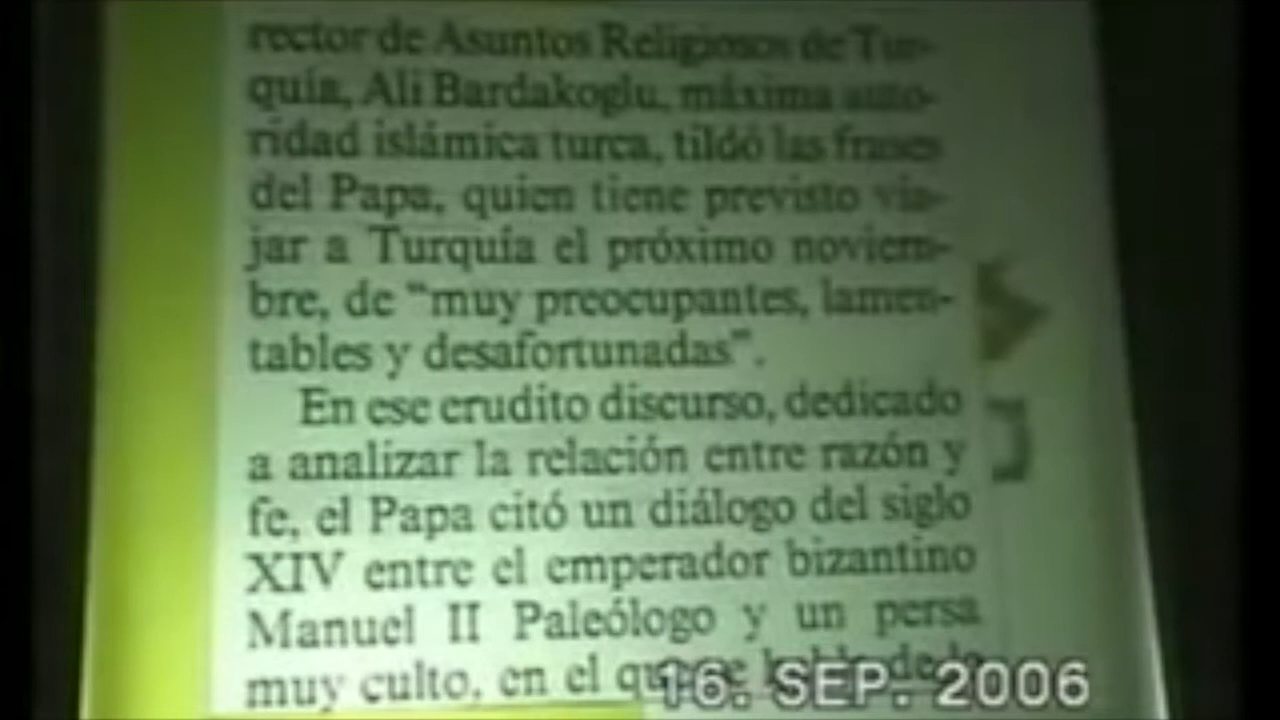 rector de Asuntos Religiosos de Tur-
quía, Ali Bardakoglu, máxima auto-
ridad islámica turca, tildó las frases
del Papa, quien tiene previsto via-
jar a Turquía el próximo noviem-
bre, de “muy preocupantes, lamen-
tables y desafortunadas”.
En ese erudito discurso, dedicado
a analizar la relación entre razón y
fe, el Papa citó un diálogo del siglo
XIV entre el emperador bizantino
Manuel II Paleólogo y un persa
muy culto, en el que
16. SEP. 2006